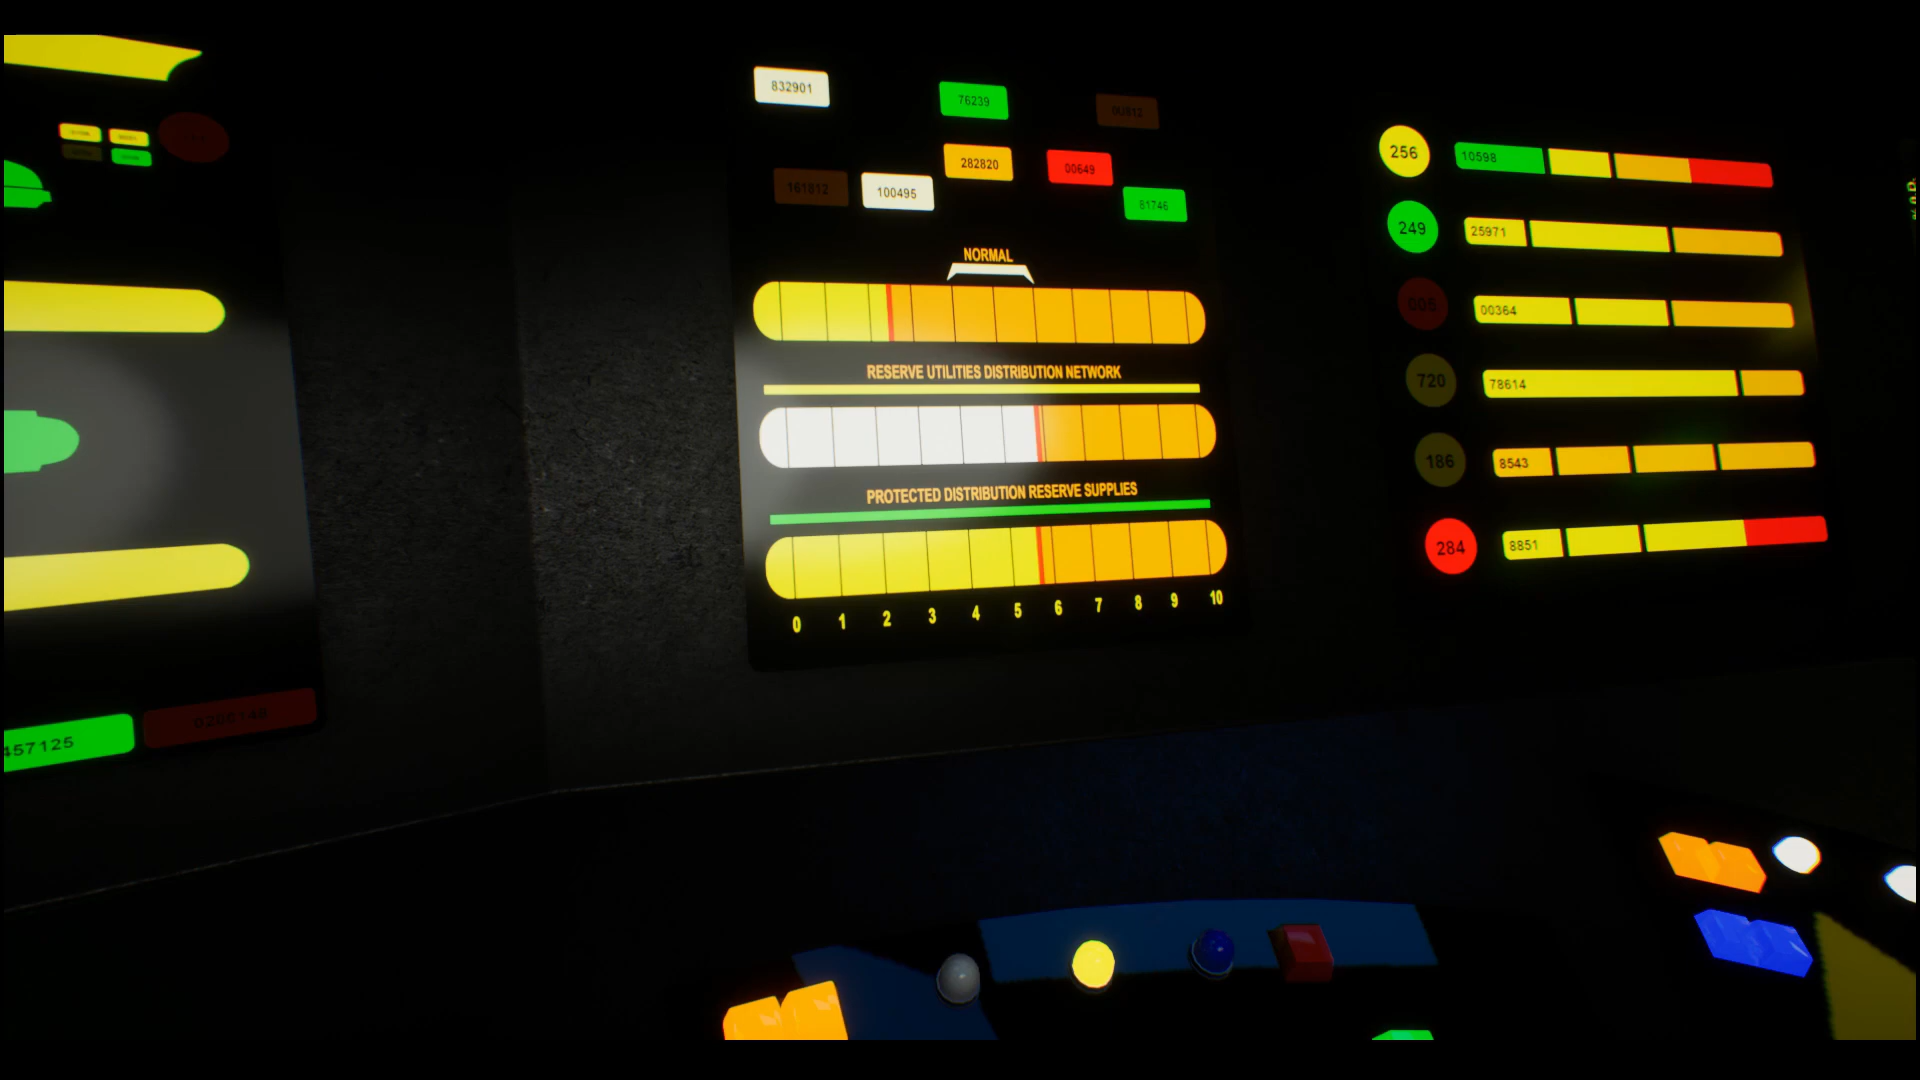 832901
76239
0U812
282820
00649
161812
100495
81746
NORMAL
RESERVE UTILITIES DISTRIBUTION NETWORK
PROTECTED DISTRIBUTION RESERVE SUPPLIES
0 1 2 3 4 5 6 7 8 9 10
256 10598
249 25971
005 00364
720 78614
186 8543
284 8851
457125